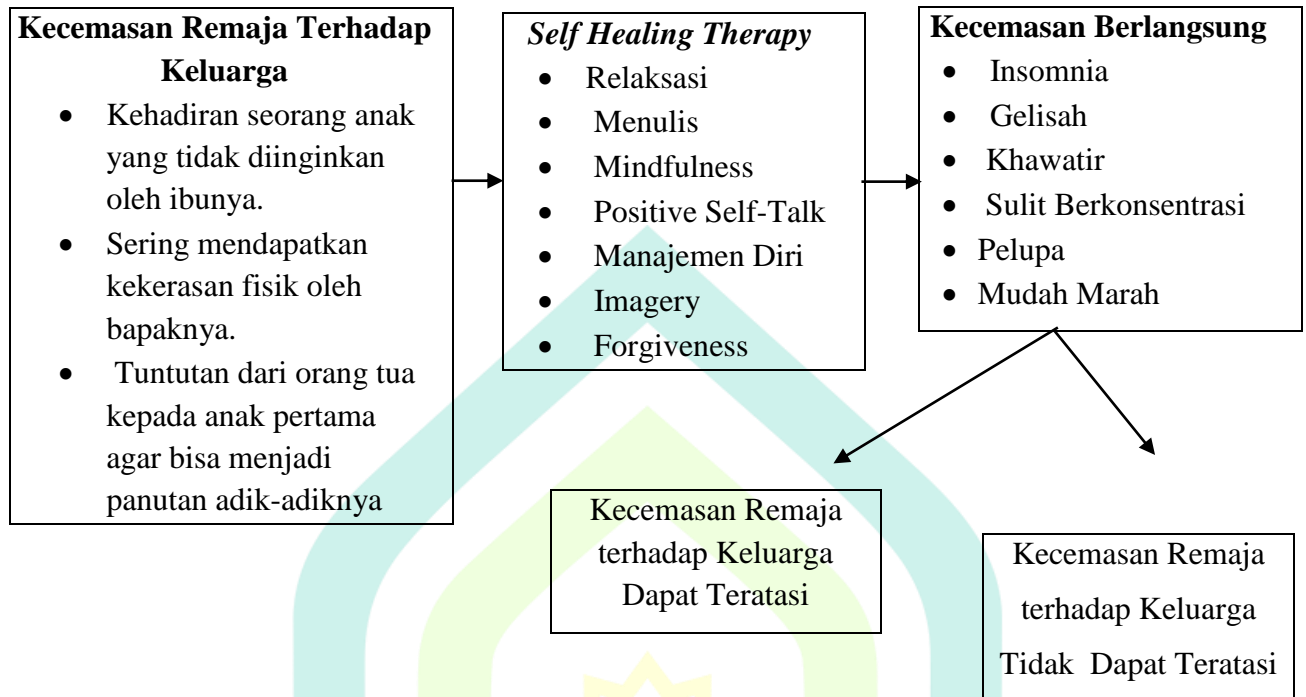 Kecemasan Remaja Terhadap
Keluarga
• Kehadiran seorang anak
yang tidak diinginkan
oleh ibunya.
• Sering mendapatkan
kekerasan fisik oleh
bapaknya.
• Tuntutan dari orang tua
kepada anak pertama
agar bisa menjadi
panutan adik-adiknya
Self Healing Therapy
• Relaksasi
• Menulis
• Mindfulness
• Positive Self-Talk
• Manajemen Diri
• Imagery
• Forgiveness
Kecemasan Berlangsung
• Insomnia
• Gelisah
• Khawatir
• Sulit Berkonsentrasi
• Pelupa
• Mudah Marah
Kecemasan Remaja
terhadap Keluarga
Dapat Teratasi
Kecemasan Remaja
terhadap Keluarga
Tidak Dapat Teratasi